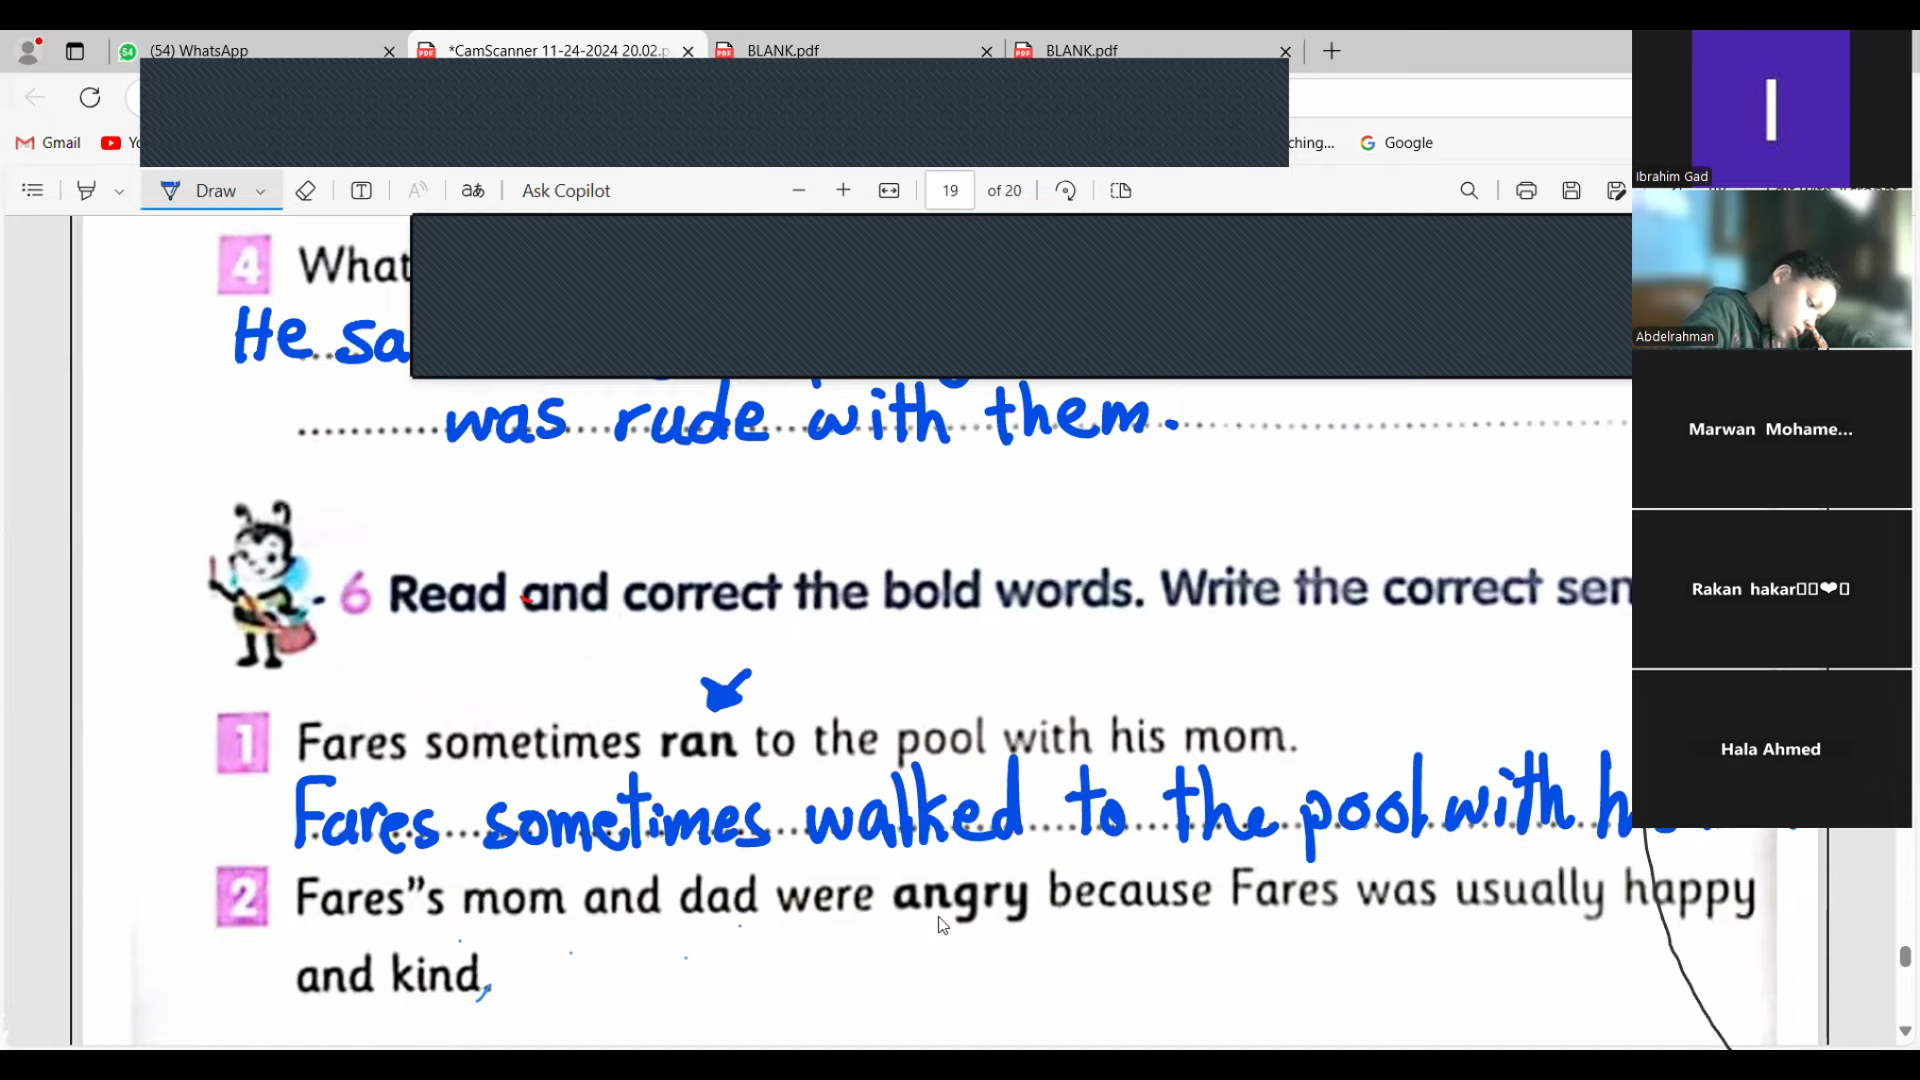 (54) WhatsApp
*CamScanner 11-24-2024 20.02.p
BLANK.pdf
BLANK.pdf
Gmail
ching...
Google
Draw
Ask Copilot
19 of 20
Ibrahim Gad
Abdelrahman
Marwan Mohame...
Rakan hakar
Hala Ahmed
4 What
He sa
was rude with them.
6 Read and correct the bold words. Write the correct sen
1 Fares sometimes ran to the pool with his mom.
Fares sometimes walked to the pool with
2 Fares"s mom and dad were angry because Fares was usually happy
and kind,